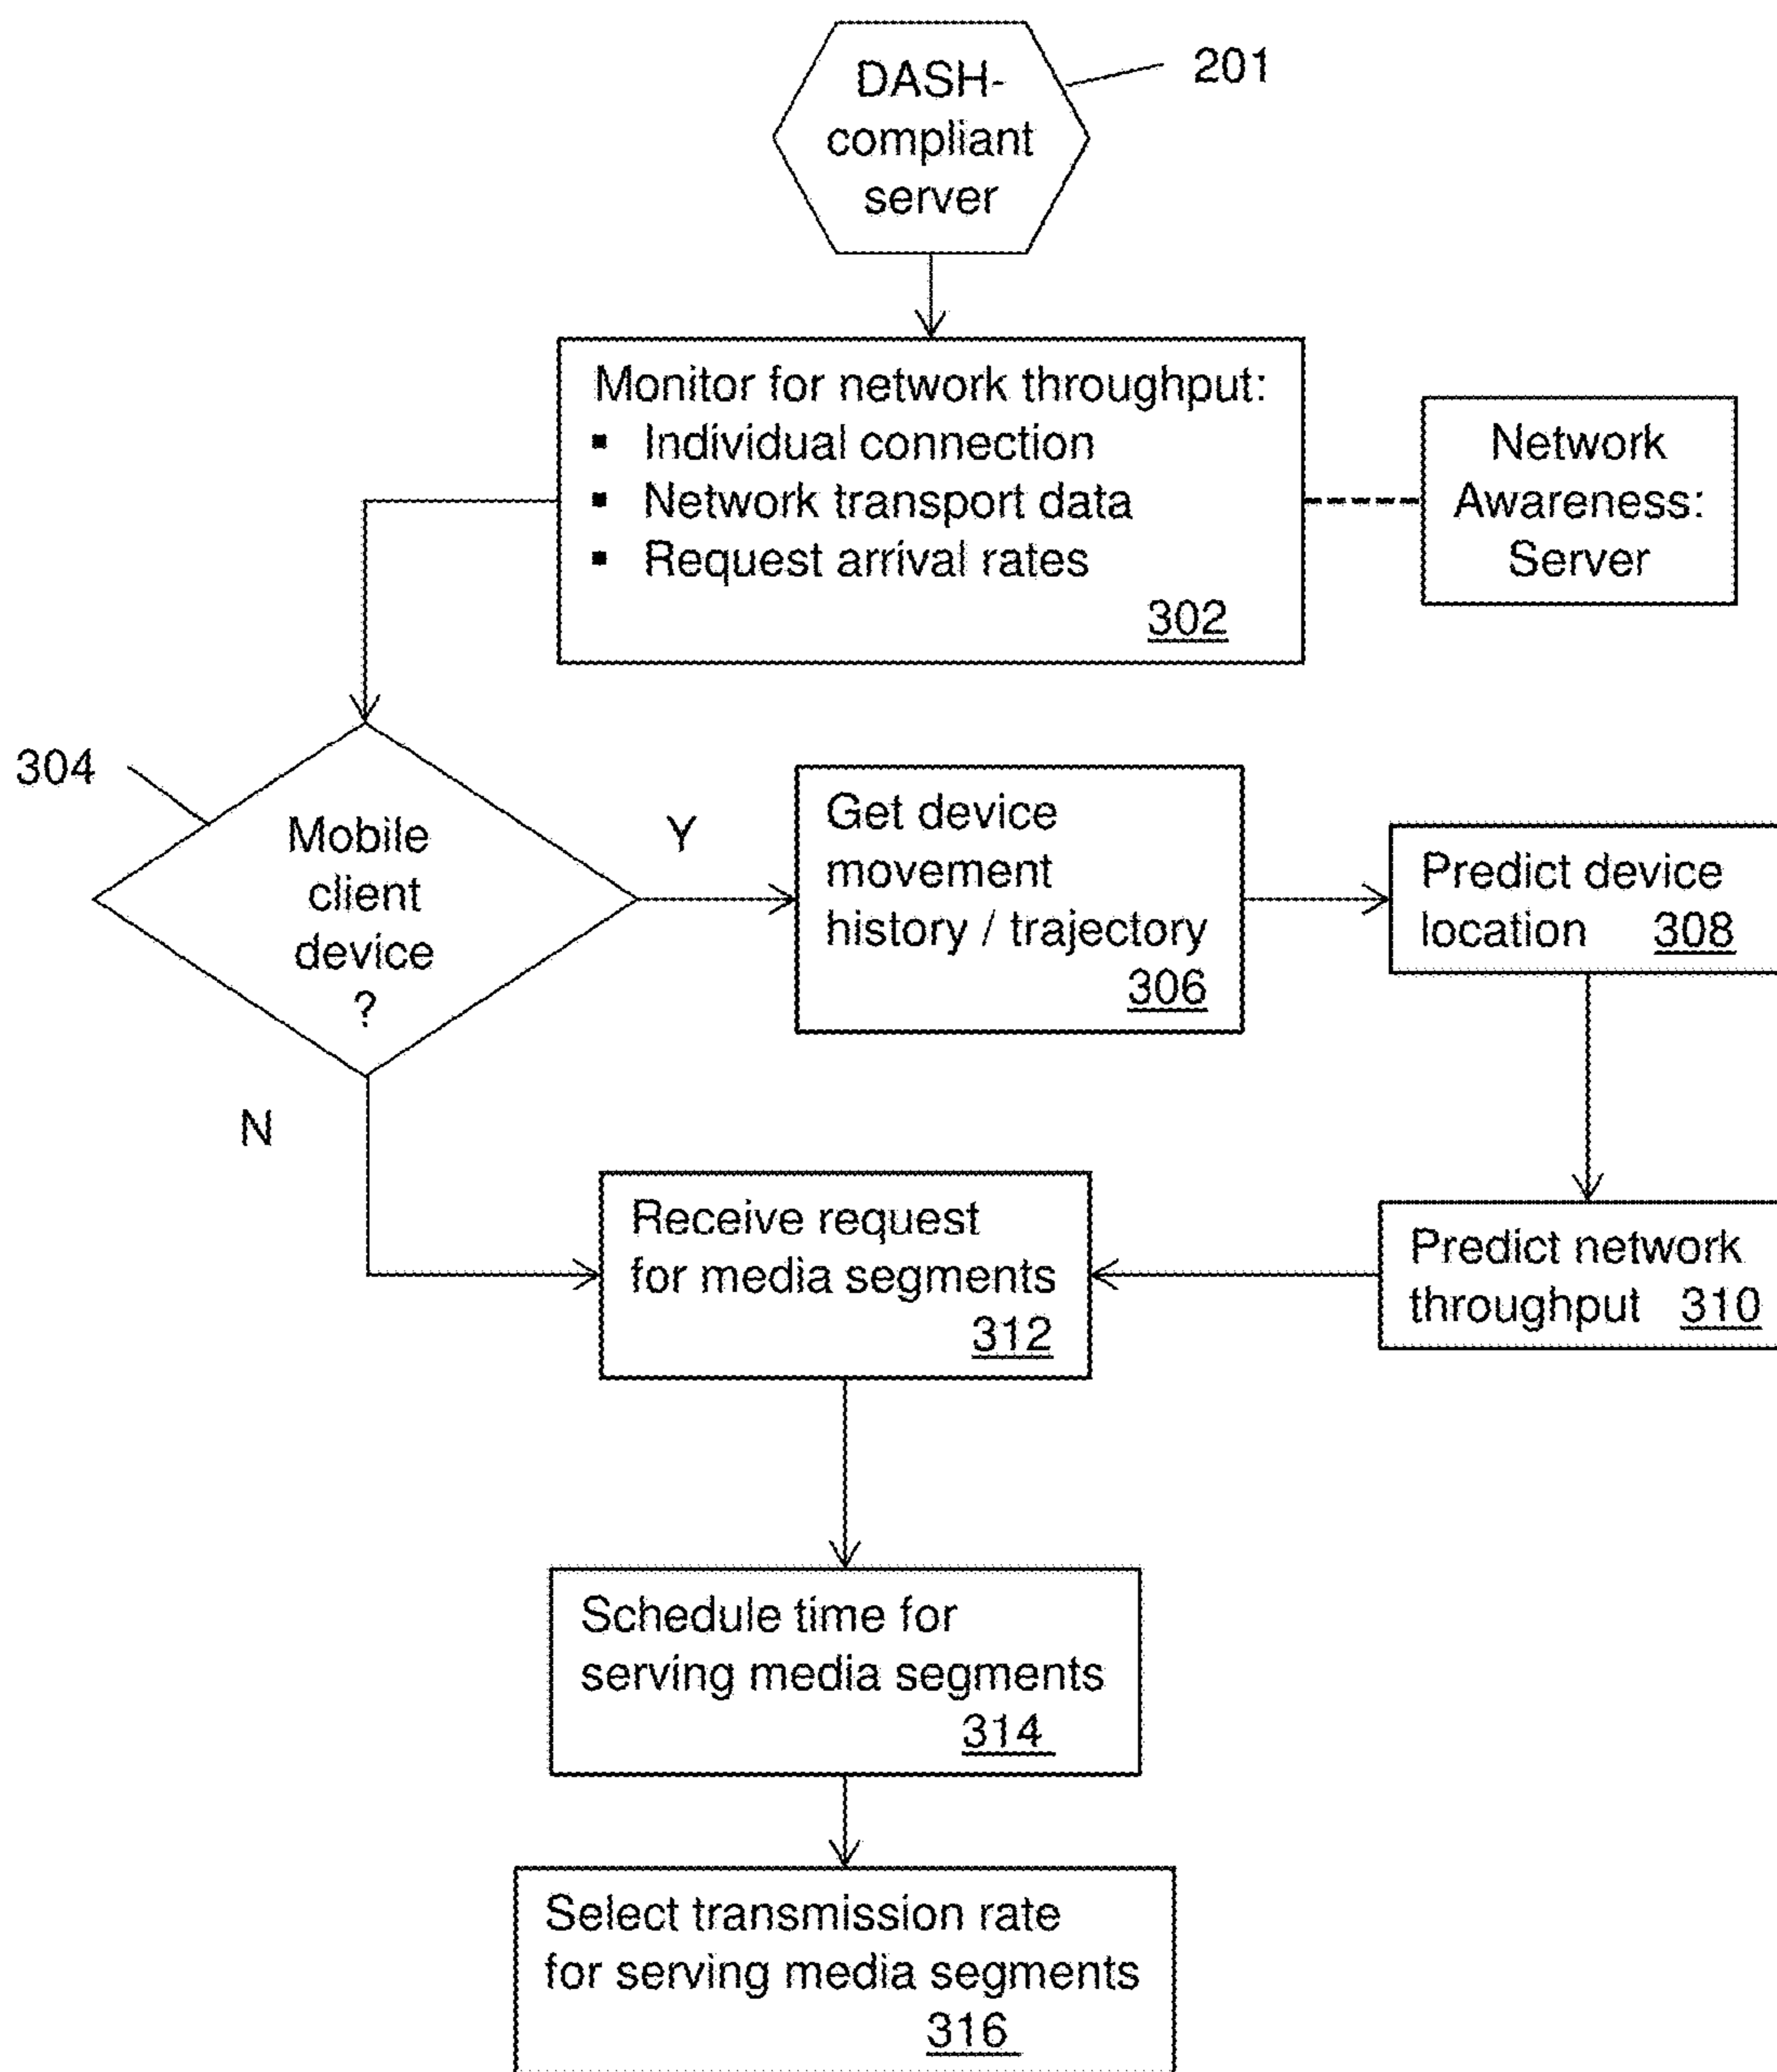 DASH-
compliant
server
201
Monitor for network throughput:
▪ Individual connection
▪ Network transport data
▪ Request arrival rates
302
Network
Awareness:
Server
304
Mobile
client
device
?
Y
N
Get device
movement
history / trajectory
306
Predict device
location 308
Predict network
throughput 310
Receive request
for media segments
312
Schedule time for
serving media segments
314
Select transmission rate
for serving media segments
316